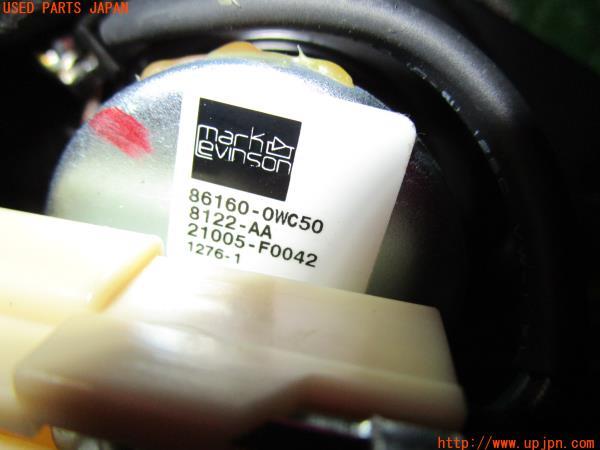 USED PARTS JAPAN
mark
Levinson
86160-0WC50
8122-AA
21005-F0042
1276-1
http://www.upjpn.com